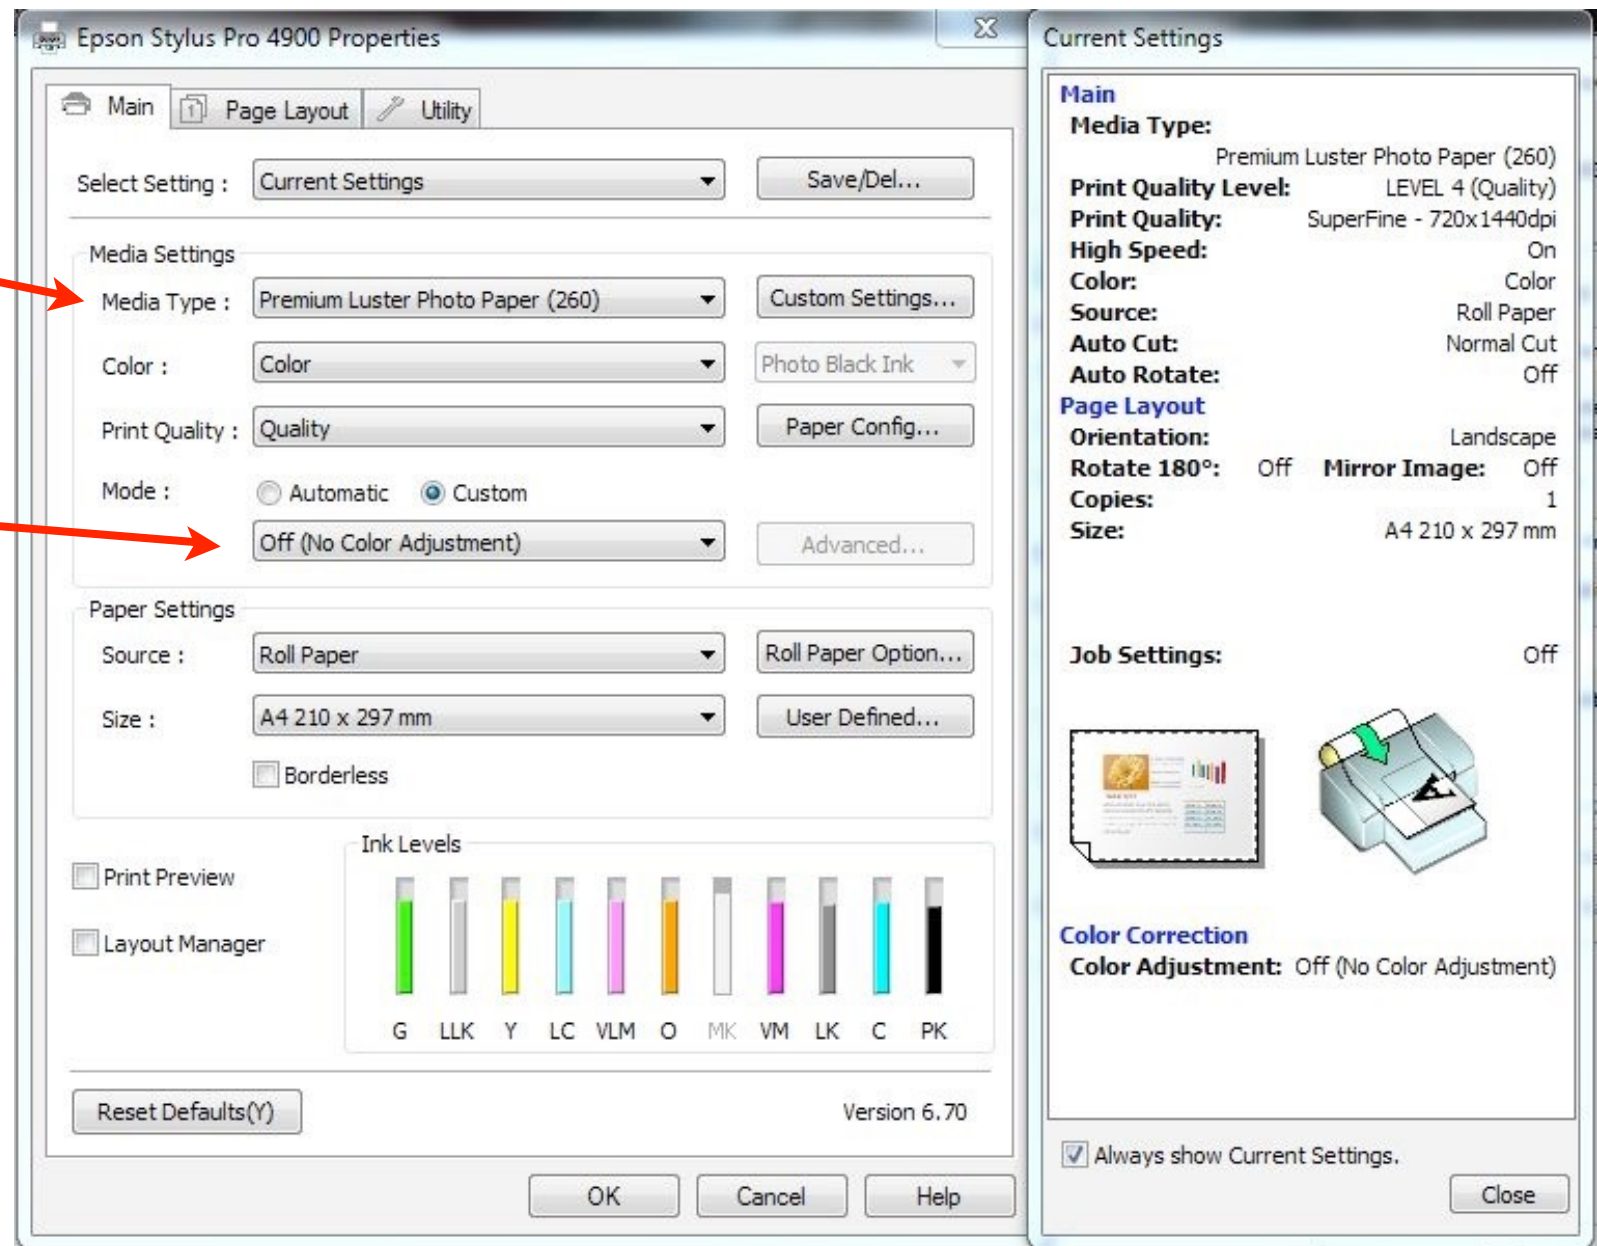 Epson Stylus Pro 4900 Properties
Main
Page Layout
Utility
Select Setting :
Current Settings
Save/Del...
Media Settings
Media Type :
Premium Luster Photo Paper (260)
Custom Settings...
Color :
Color
Photo Black Ink
Print Quality :
Quality
Paper Config...
Mode :
Automatic
Custom
Off (No Color Adjustment)
Advanced...
Paper Settings
Source :
Roll Paper
Roll Paper Option...
Size :
A4 210 x 297 mm
User Defined...
Borderless
Print Preview
Layout Manager
Ink Levels
G LLK Y LC VLM O MK VM LK C PK
Reset Defaults(Y)
Version 6.70
OK
Cancel
Help
Current Settings
Main
Media Type:
Premium Luster Photo Paper (260)
Print Quality Level: LEVEL 4 (Quality)
Print Quality: SuperFine - 720x1440dpi
High Speed: On
Color: Color
Source: Roll Paper
Auto Cut: Normal Cut
Auto Rotate: Off
Page Layout
Orientation: Landscape
Rotate 180°: Off Mirror Image: Off
Copies: 1
Size: A4 210 x 297 mm
Job Settings: Off
A
Color Correction
Color Adjustment: Off (No Color Adjustment)
Always show Current Settings.
Close